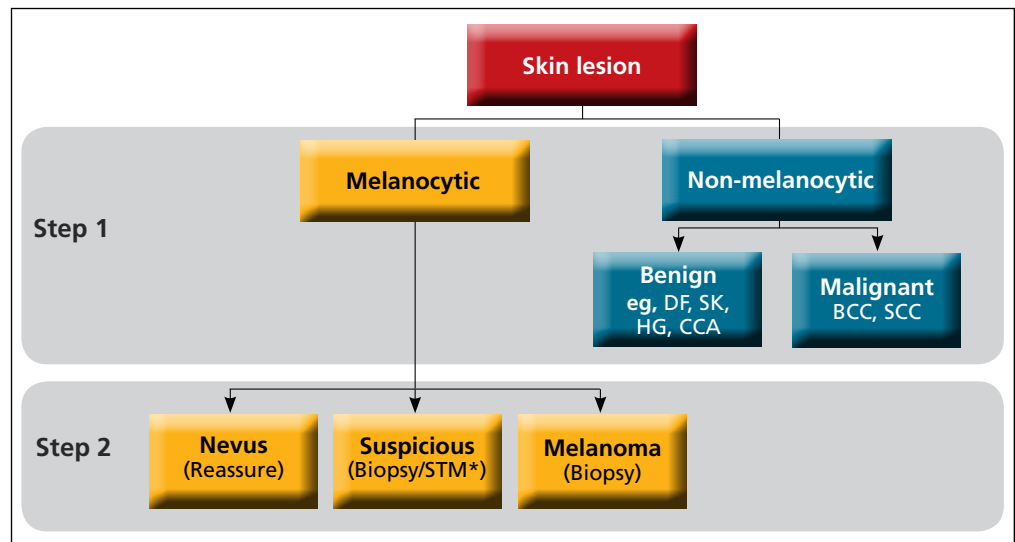 Skin lesion
Step 1
Melanocytic
Non-melanocytic
Benign
eg, DF, SK,
HG, CCA
Malignant
BCC, SCC
Step 2
Nevus
(Reassure)
Suspicious
(Biopsy/STM*)
Melanoma
(Biopsy)